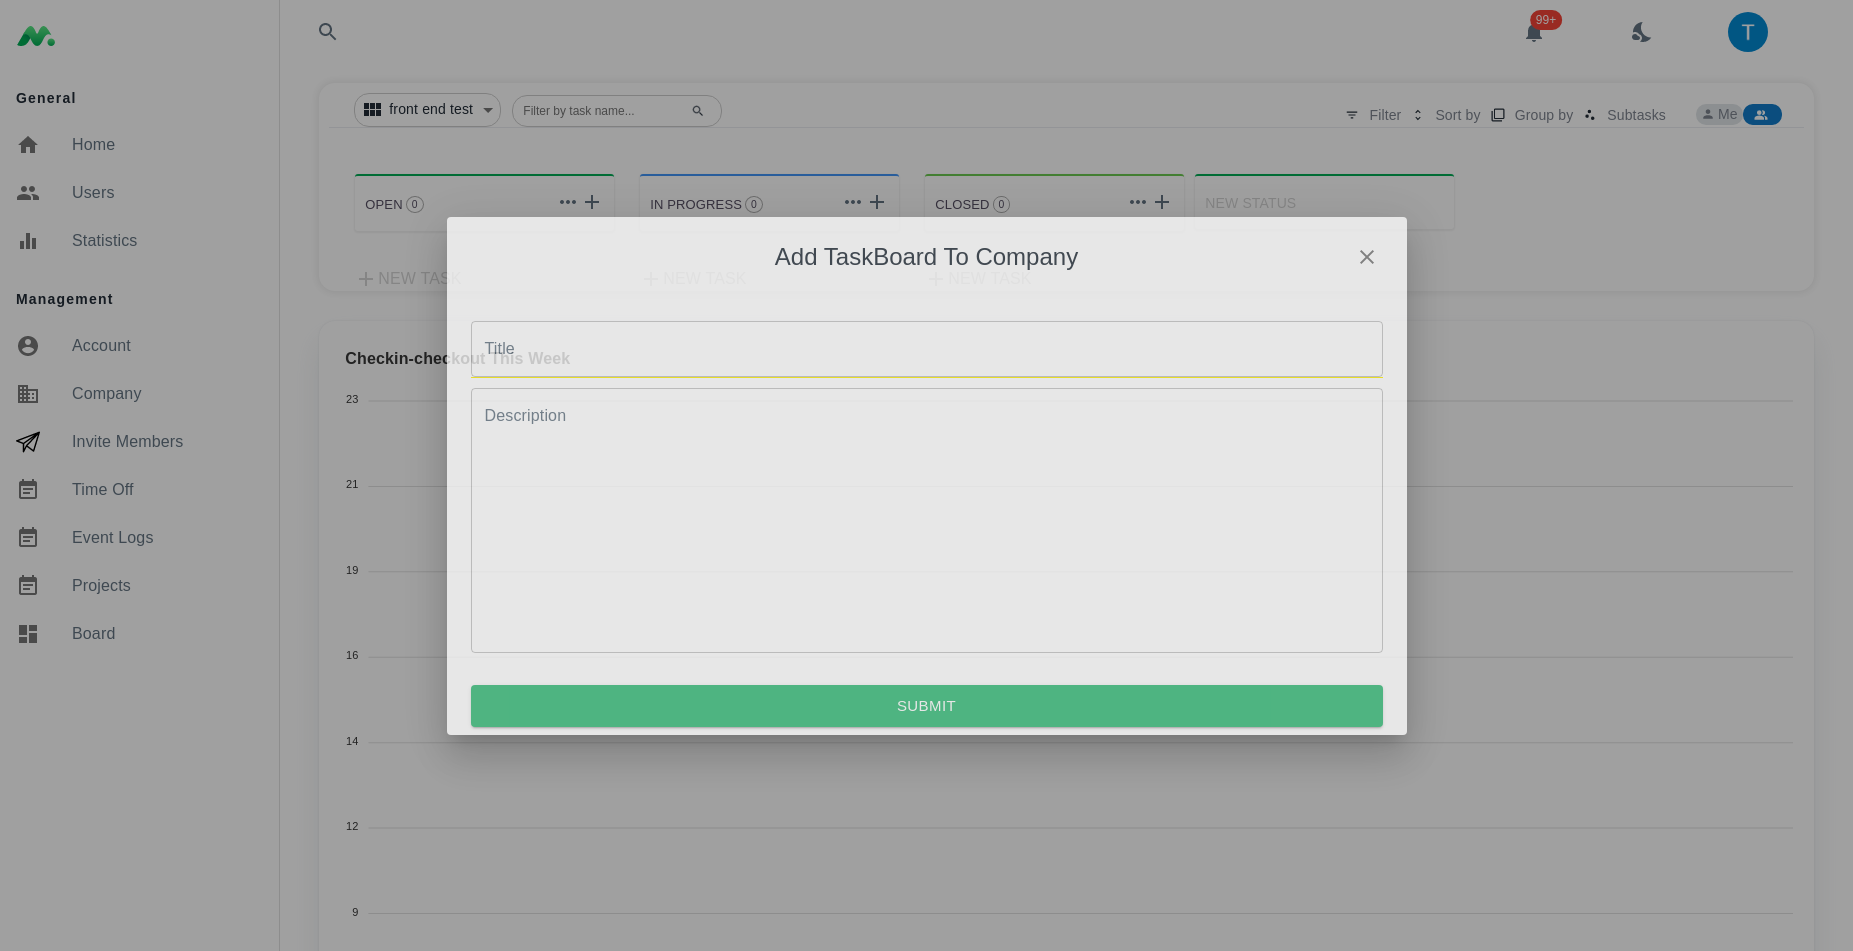 99+
T
General
Home
Users
Statistics
Management
Account
Company
Invite Members
Time Off
Event Logs
Projects
Board
front end test
Filter by task name...
Filter
Sort by
Group by
Subtasks
Me
OPEN 0
IN PROGRESS 0
CLOSED 0
NEW STATUS
NEW TASK
NEW TASK
NEW TASK
Add TaskBoard To Company
Title
Description
SUBMIT
Checkin-checkout This Week
23
21
19
16
14
12
9